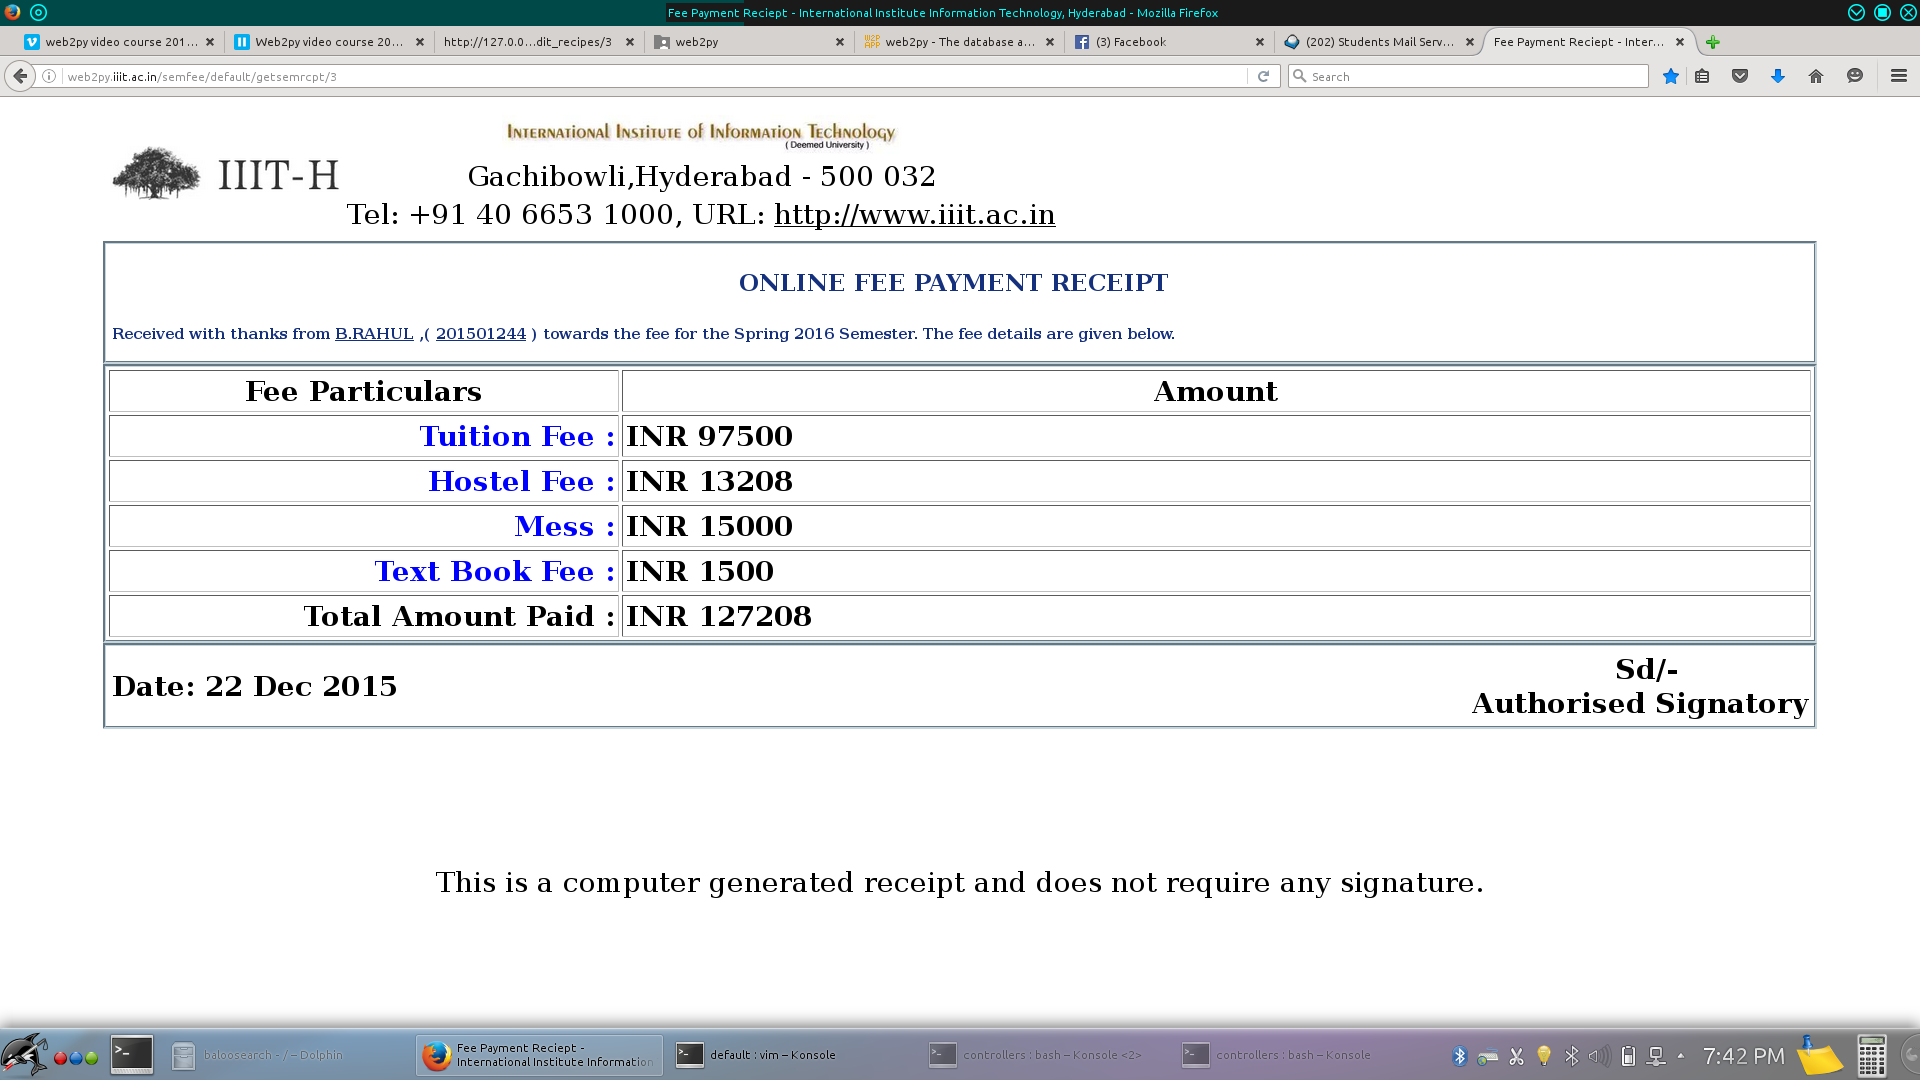 Fee Payment Reciept - International Institute Information Technology, Hyderabad - Mozilla Firefox
web2py video course 201... Web2py video course 20... http://127.0.0...dit_recipes/3 web2py web2py - The database a... (3) Facebook (202) Students Mail Serv... Fee Payment Reciept - Inter...
web2py.iiit.ac.in/semfee/default/getsemrcpt/3 Search
International Institute of Information Technology
( Deemed University )
IIIT-H
Gachibowli,Hyderabad - 500 032
Tel: +91 40 6653 1000, URL: http://www.iiit.ac.in
ONLINE FEE PAYMENT RECEIPT
Received with thanks from B.RAHUL ,( 201501244 ) towards the fee for the Spring 2016 Semester. The fee details are given below.
Fee Particulars Amount
Tuition Fee : INR 97500
Hostel Fee : INR 13208
Mess : INR 15000
Text Book Fee : INR 1500
Total Amount Paid : INR 127208
Date: 22 Dec 2015
Sd/-
Authorised Signatory
This is a computer generated receipt and does not require any signature.
baloosearch - / – Dolphin
Fee Payment Reciept -
International Institute Information
default : vim – Konsole
controllers : bash – Konsole <2>
controllers : bash – Konsole
7:42 PM